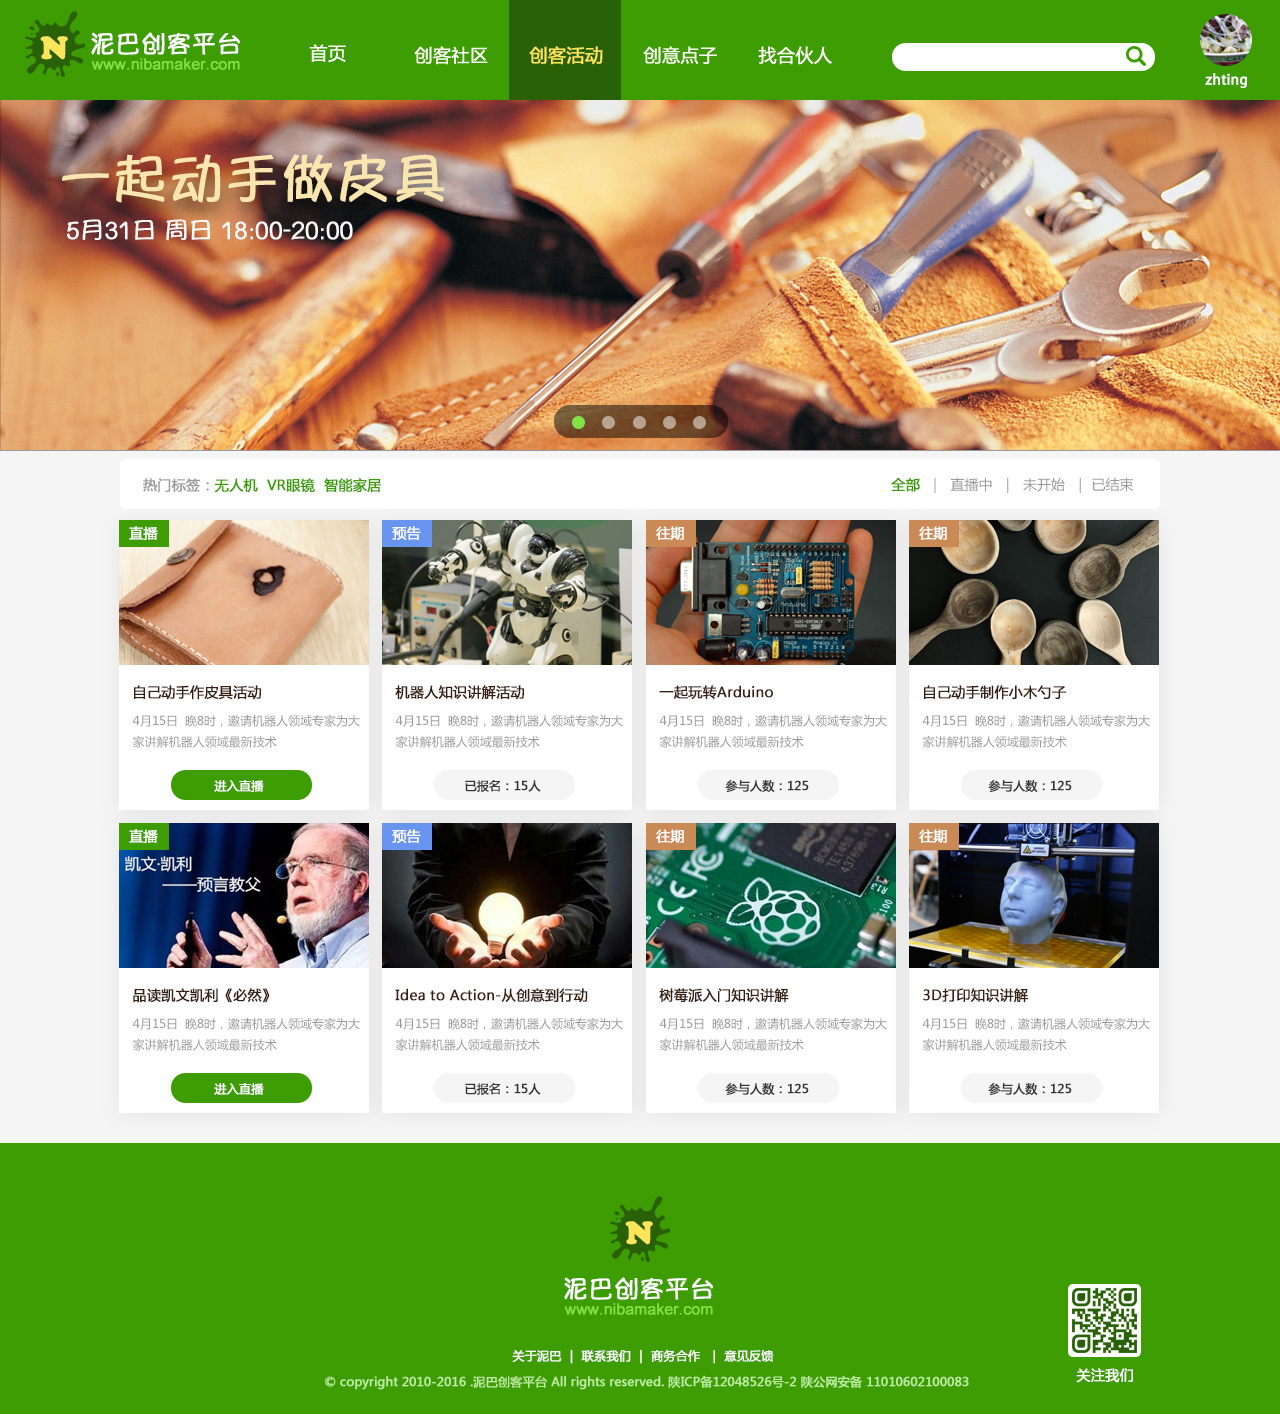 N
泥巴创客平台
www.nibamaker.com
首页
创客社区
创客活动
创意点子
找合伙人
zhting
一起动手做皮具
5月31日 周日 18:00-20:00
热门标签：无人机 VR眼镜 智能家居
全部 | 直播中 | 未开始 | 已结束
直播
自己动手作皮具活动
4月15日 晚8时，邀请机器人领域专家为大
家讲解机器人领域最新技术
进入直播
预告
机器人知识讲解活动
4月15日 晚8时，邀请机器人领域专家为大
家讲解机器人领域最新技术
已报名：15人
往期
一起玩转Arduino
4月15日 晚8时，邀请机器人领域专家为大
家讲解机器人领域最新技术
参与人数：125
往期
自己动手制作小木勺子
4月15日 晚8时，邀请机器人领域专家为大
家讲解机器人领域最新技术
参与人数：125
直播
凯文·凯利
——预言教父
品读凯文凯利《必然》
4月15日 晚8时，邀请机器人领域专家为大
家讲解机器人领域最新技术
进入直播
预告
Idea to Action-从创意到行动
4月15日 晚8时，邀请机器人领域专家为大
家讲解机器人领域最新技术
已报名：15人
往期
树莓派入门知识讲解
4月15日 晚8时，邀请机器人领域专家为大
家讲解机器人领域最新技术
参与人数：125
往期
3D打印知识讲解
4月15日 晚8时，邀请机器人领域专家为大
家讲解机器人领域最新技术
参与人数：125
N
泥巴创客平台
www.nibamaker.com
关于泥巴 | 联系我们 | 商务合作 | 意见反馈
© copyright 2010-2016 .泥巴创客平台 All rights reserved. 陕ICP备12048526号-2 陕公网安备 11010602100083
关注我们